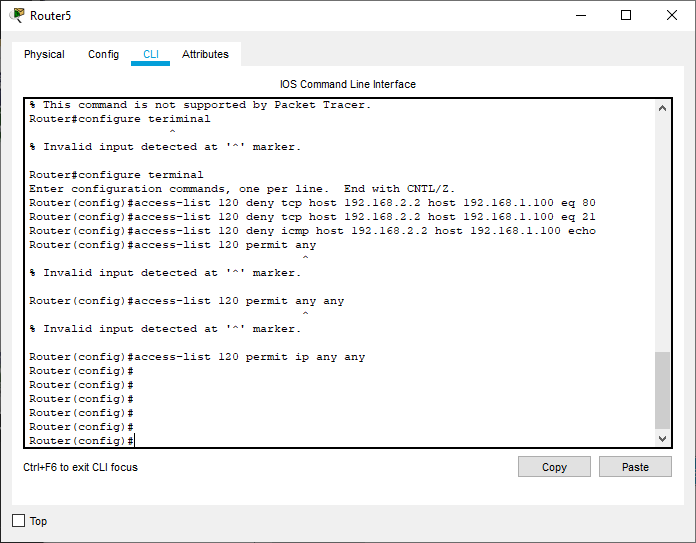 Router5
Physical Config CLI Attributes
IOS Command Line Interface
% This command is not supported by Packet Tracer.
Router#configure teriminal
^
% Invalid input detected at '^' marker.
Router#configure terminal
Enter configuration commands, one per line. End with CNTL/Z.
Router(config)#access-list 120 deny tcp host 192.168.2.2 host 192.168.1.100 eq 80
Router(config)#access-list 120 deny tcp host 192.168.2.2 host 192.168.1.100 eq 21
Router(config)#access-list 120 deny icmp host 192.168.2.2 host 192.168.1.100 echo
Router(config)#access-list 120 permit any
^
% Invalid input detected at '^' marker.
Router(config)#access-list 120 permit any any
^
% Invalid input detected at '^' marker.
Router(config)#access-list 120 permit ip any any
Router(config)#
Router(config)#
Router(config)#
Router(config)#
Router(config)#
Router(config)#
Ctrl+F6 to exit CLI focus
Copy Paste
Top